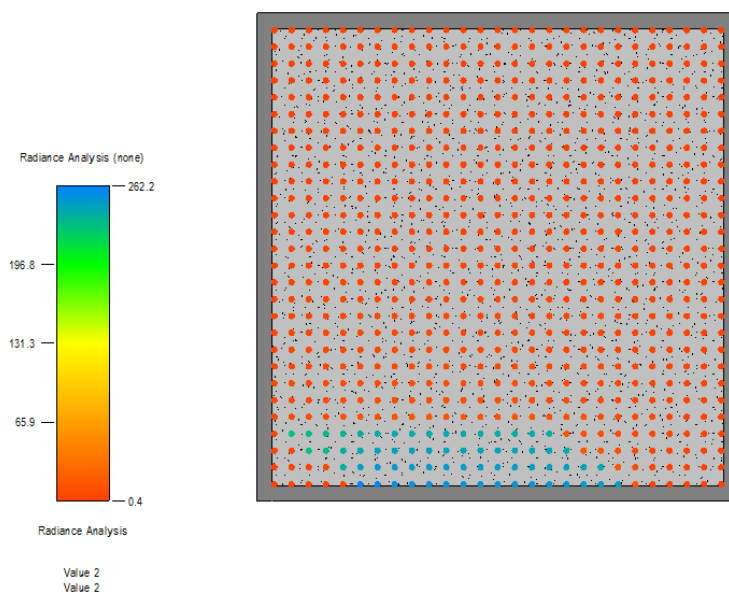 Radiance Analysis (none)
262.2
196.8
131.3
65.9
0.4
Radiance Analysis
Value 2
Value 2